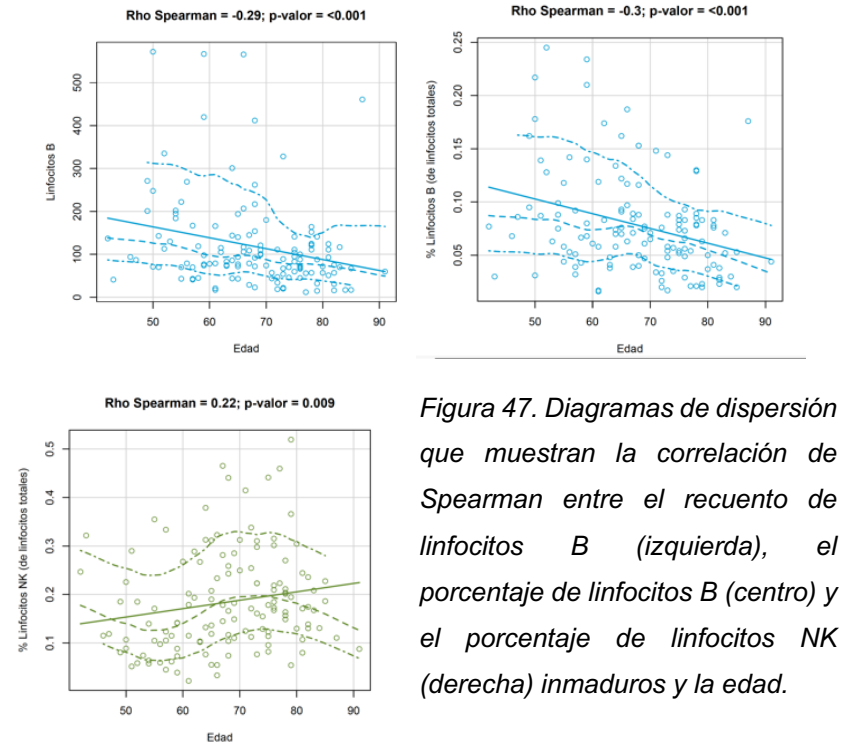 Rho Spearman = -0.29; p-valor = <0.001
Linfocitos B
0
100
200
300
400
500
50
60
70
80
90
Edad
Rho Spearman = -0.3; p-valor = <0.001
% Linfocitos B (de linfocitos totales)
0.05
0.10
0.15
0.20
0.25
50
60
70
80
90
Edad
Rho Spearman = 0.22; p-valor = 0.009
% Linfocitos NK (de linfocitos totales)
0.1
0.2
0.3
0.4
0.5
50
60
70
80
90
Edad
Figura 47. Diagramas de dispersión
que muestran la correlación de
Spearman entre el recuento de
linfocitos B (izquierda), el
porcentaje de linfocitos B (centro) y
el porcentaje de linfocitos NK
(derecha) inmaduros y la edad.